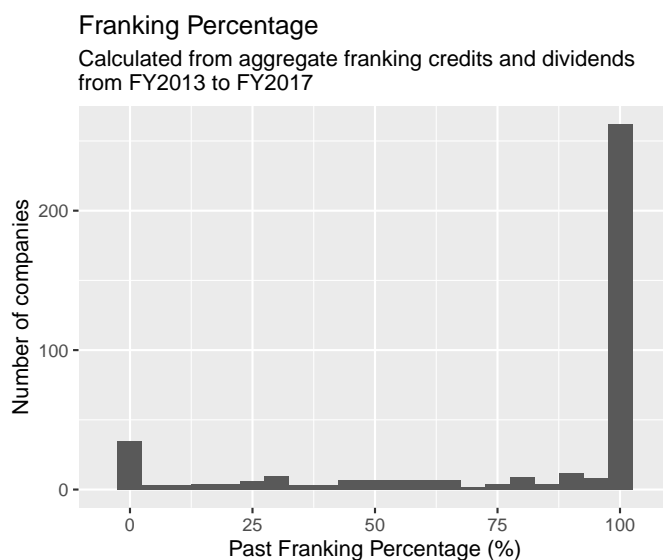 Franking Percentage
Calculated from aggregate franking credits and dividends
from FY2013 to FY2017
Number of companies
200
100
0
0
25
50
75
100
Past Franking Percentage (%)